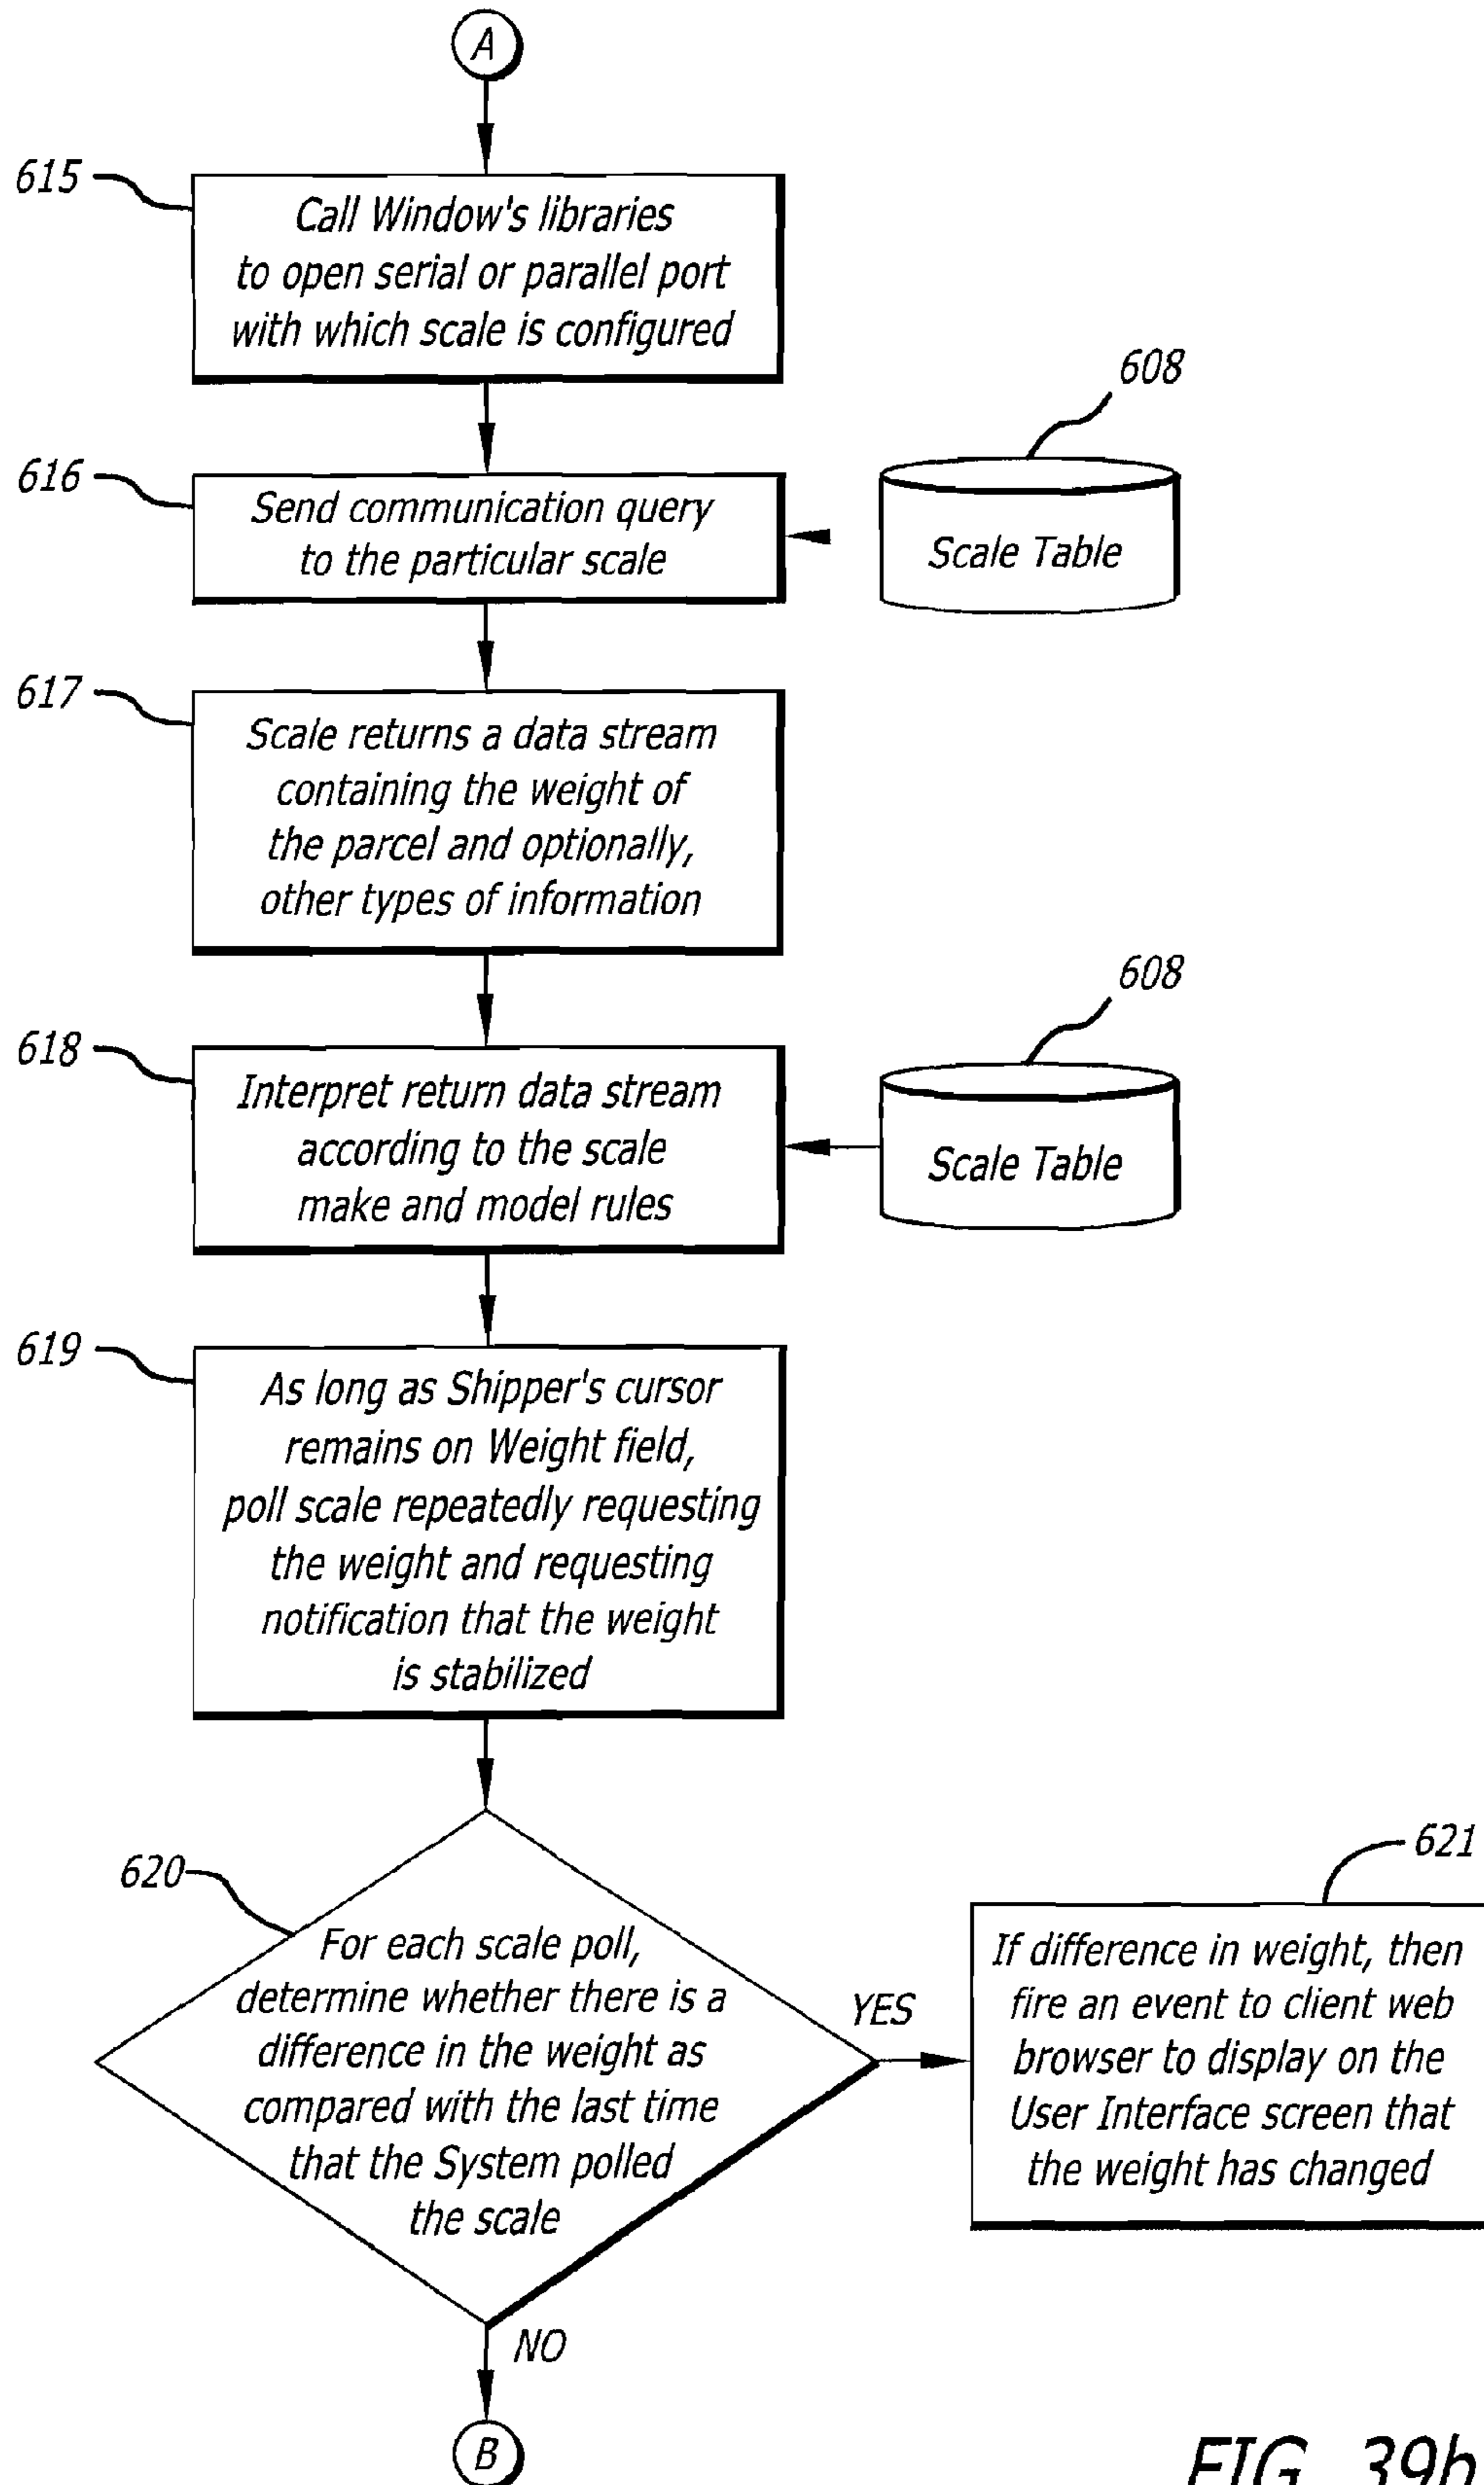 A
615
Call Window's libraries
to open serial or parallel port
with which scale is configured
608
616
Send communication query
to the particular scale
Scale Table
617
Scale returns a data stream
containing the weight of
the parcel and optionally,
other types of information
608
618
Interpret return data stream
according to the scale
make and model rules
Scale Table
619
As long as Shipper's cursor
remains on Weight field,
poll scale repeatedly requesting
the weight and requesting
notification that the weight
is stabilized
620
For each scale poll,
determine whether there is a
difference in the weight as
compared with the last time
that the System polled
the scale
YES
621
If difference in weight, then
fire an event to client web
browser to display on the
User Interface screen that
the weight has changed
NO
B
FIG. 39b